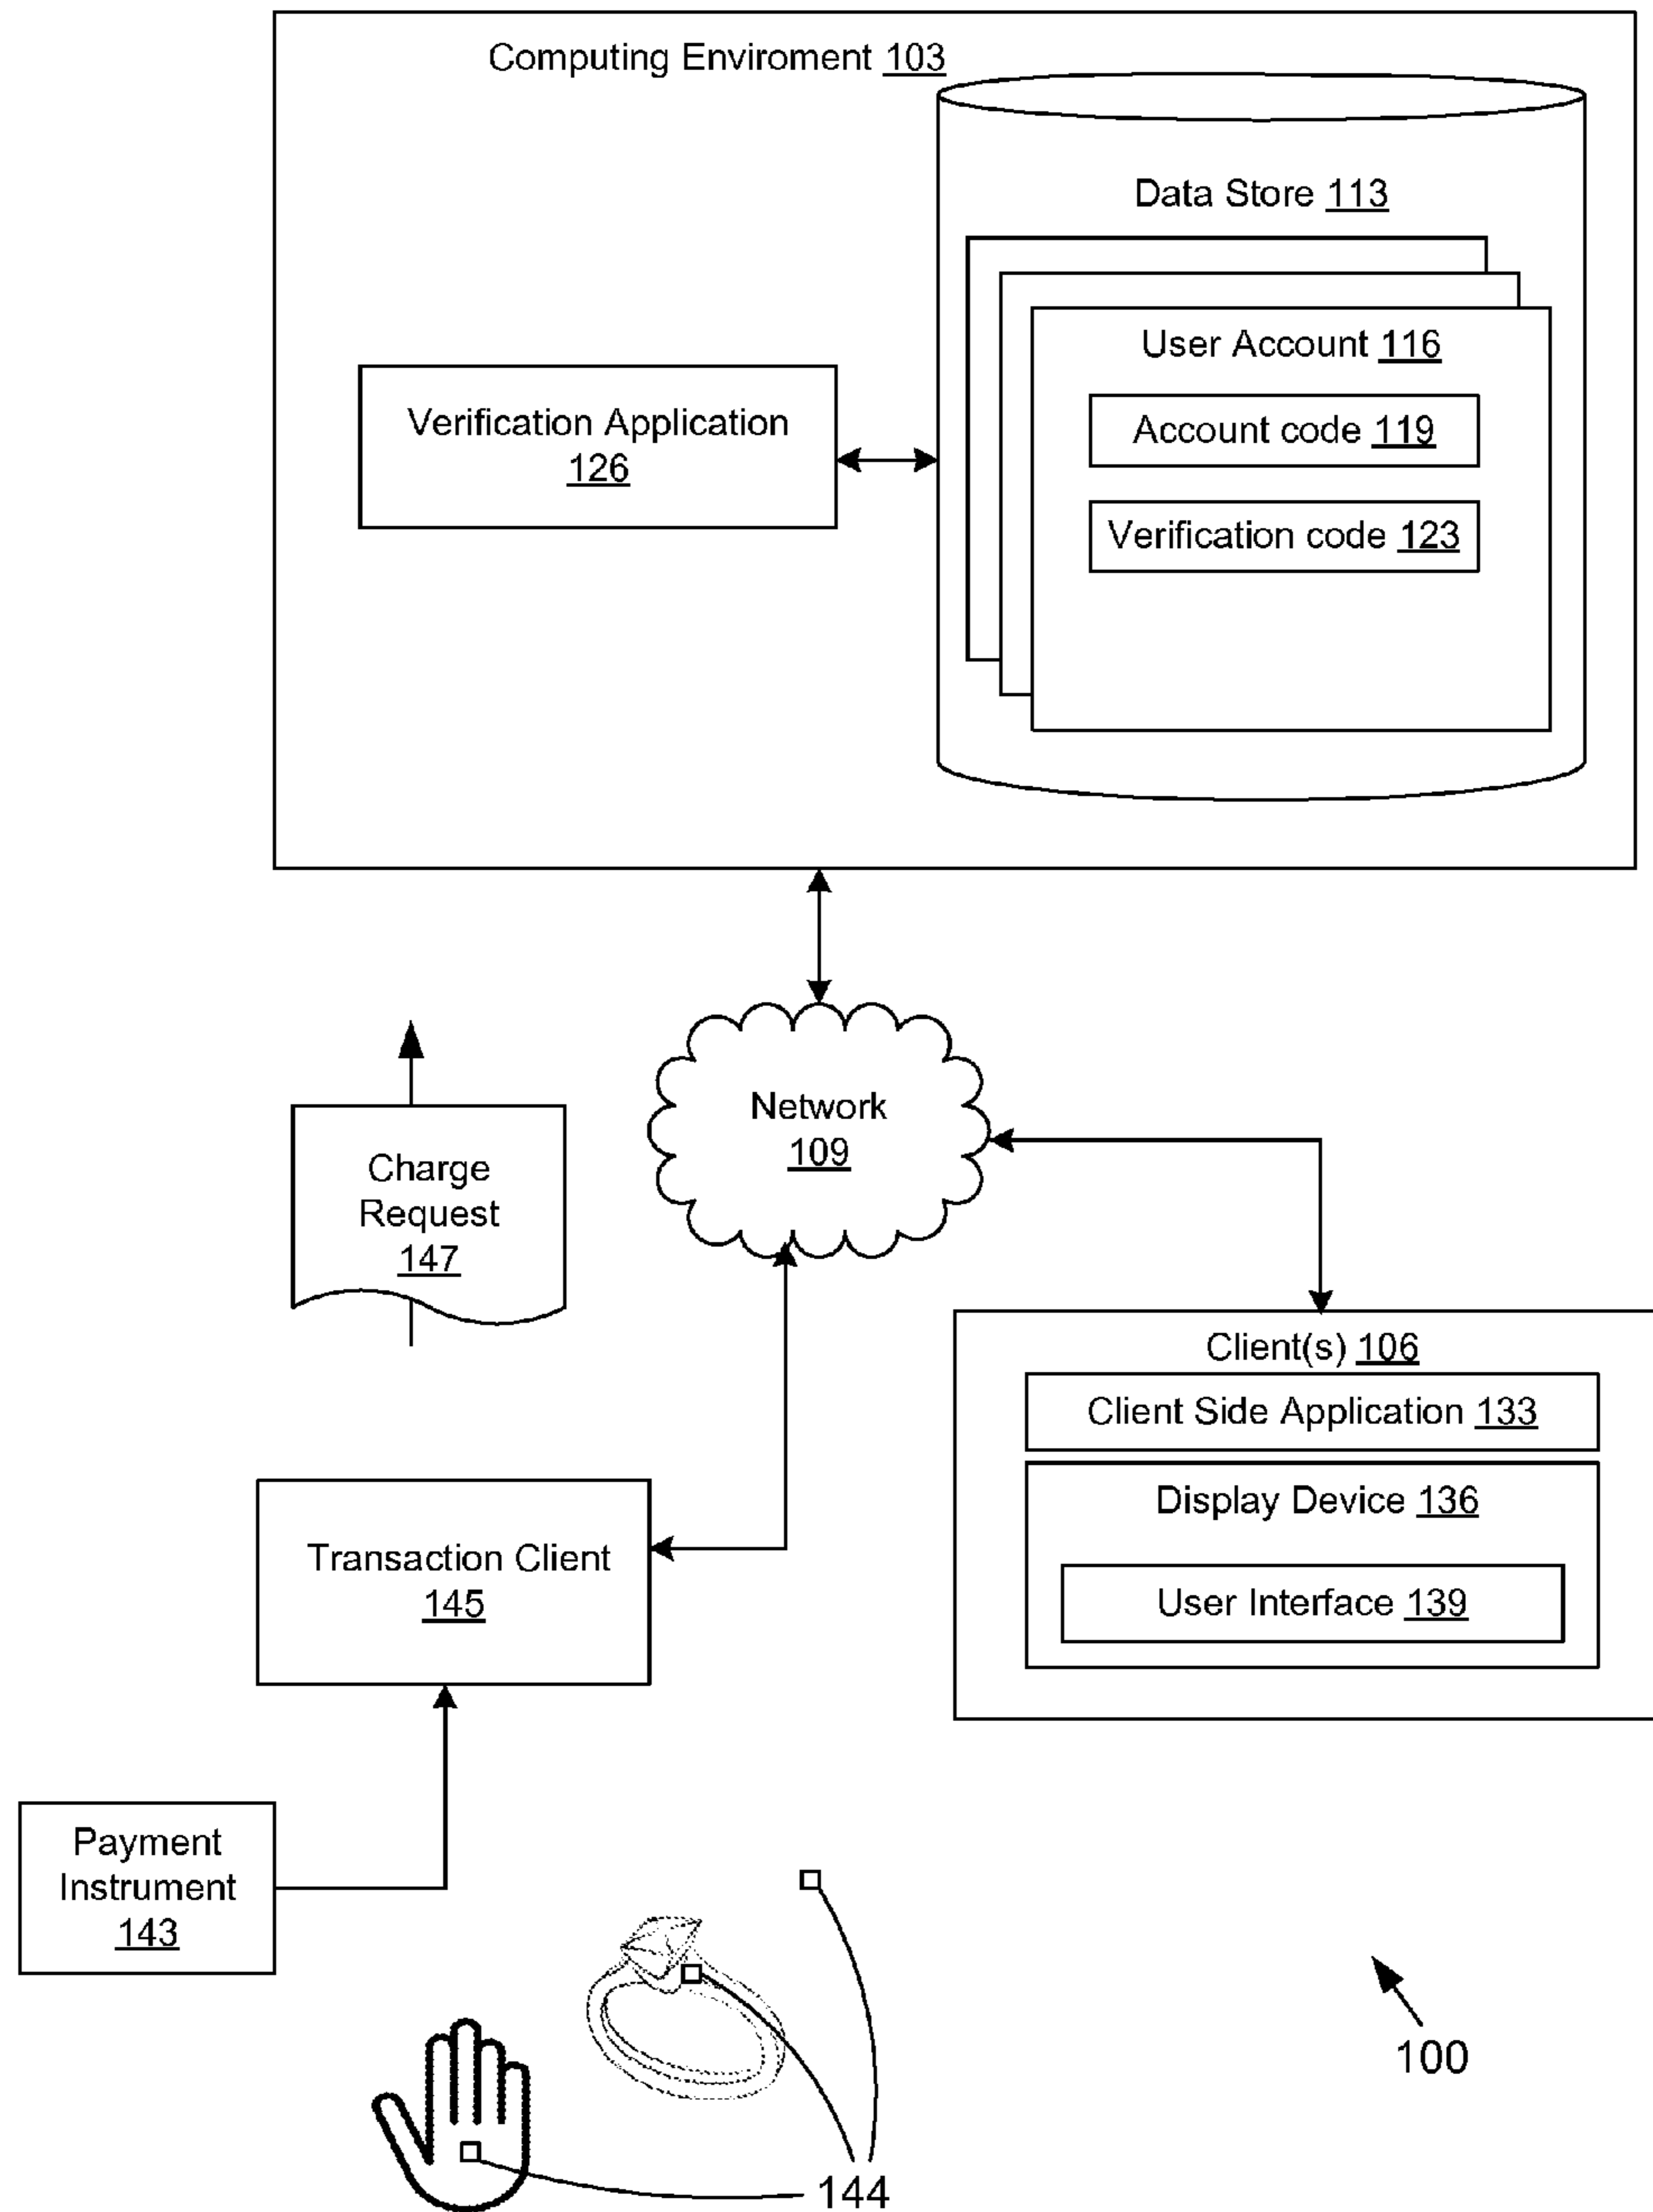 Computing Enviroment 103
Data Store 113
User Account 116
Account code 119
Verification code 123
Verification Application
126
Network
109
Charge
Request
147
Client(s) 106
Client Side Application 133
Display Device 136
User Interface 139
Transaction Client
145
Payment
Instrument
143
100
144